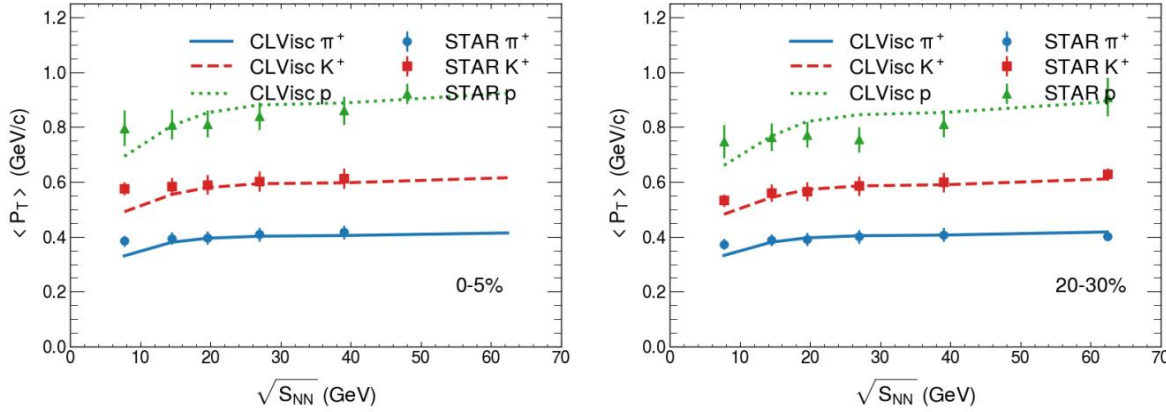 1.2
1.0
0.8
0.6
0.4
0.2
0.0
< P_T > (GeV/c)
CLVisc π⁺ STAR π⁺
CLVisc K⁺ STAR K⁺
CLVisc p STAR p
0-5%
0 10 20 30 40 50 60 70
√S_NN (GeV)
1.2
1.0
0.8
0.6
0.4
0.2
0.0
< P_T > (GeV/c)
CLVisc π⁺ STAR π⁺
CLVisc K⁺ STAR K⁺
CLVisc p STAR p
20-30%
0 10 20 30 40 50 60 70
√S_NN (GeV)